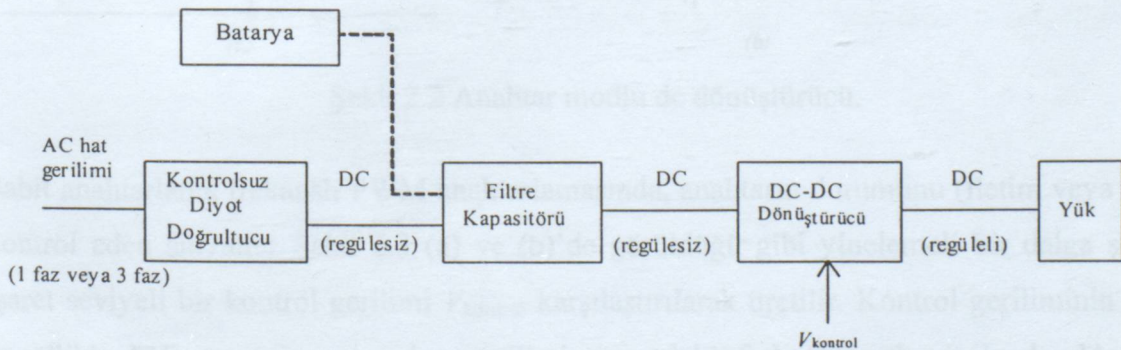 Batarya
AC hat
gerilimi
(1 faz veya 3 faz)
Kontrolsuz
Diyot
Doğrultucu
DC
(regülesiz)
Filtre
Kapasitörü
DC
(regülesiz)
DC-DC
Dönüştürücü
DC
(regüleli)
Yük
Vkontrol